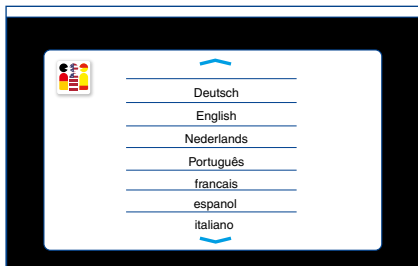 Deutsch
English
Nederlands
Português
francais
espanol
italiano